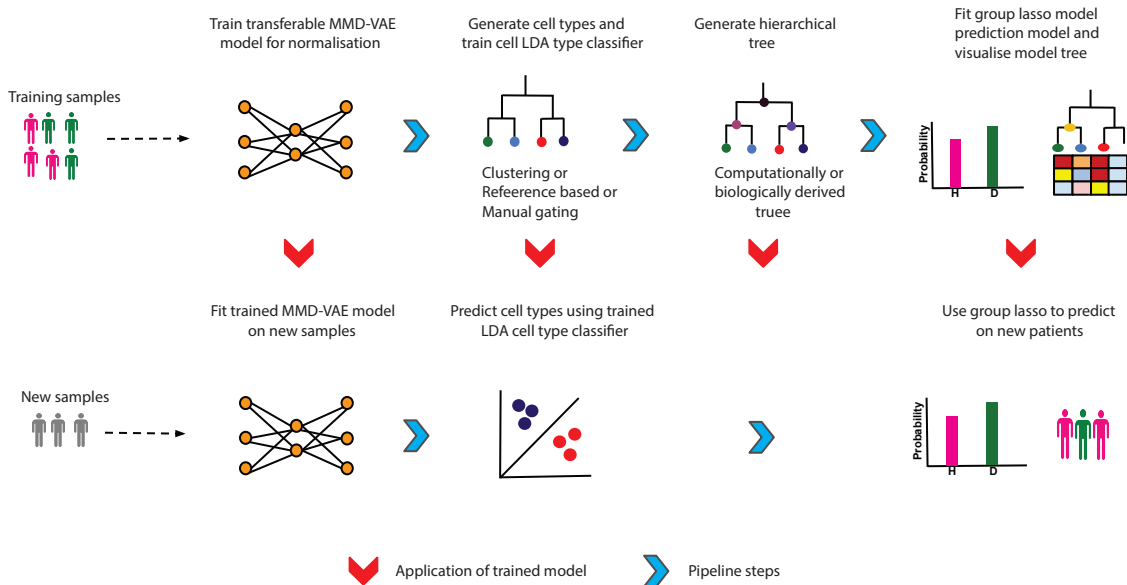 Train transferable MMD-VAE
model for normalisation
Generate cell types and
train cell LDA type classifier
Generate hierarchical
tree
Fit group lasso model
prediction model and
visualise model tree
Training samples
Clustering or
Refeerence based or
Manual gating
Computationally or
biologically derived
truee
Probability
H
D
Fit trained MMD-VAE model
on new samples
Predict cell types using trained
LDA cell type classifier
Use group lasso to predict
on new patients
New samples
Probability
H
D
Application of trained model
Pipeline steps